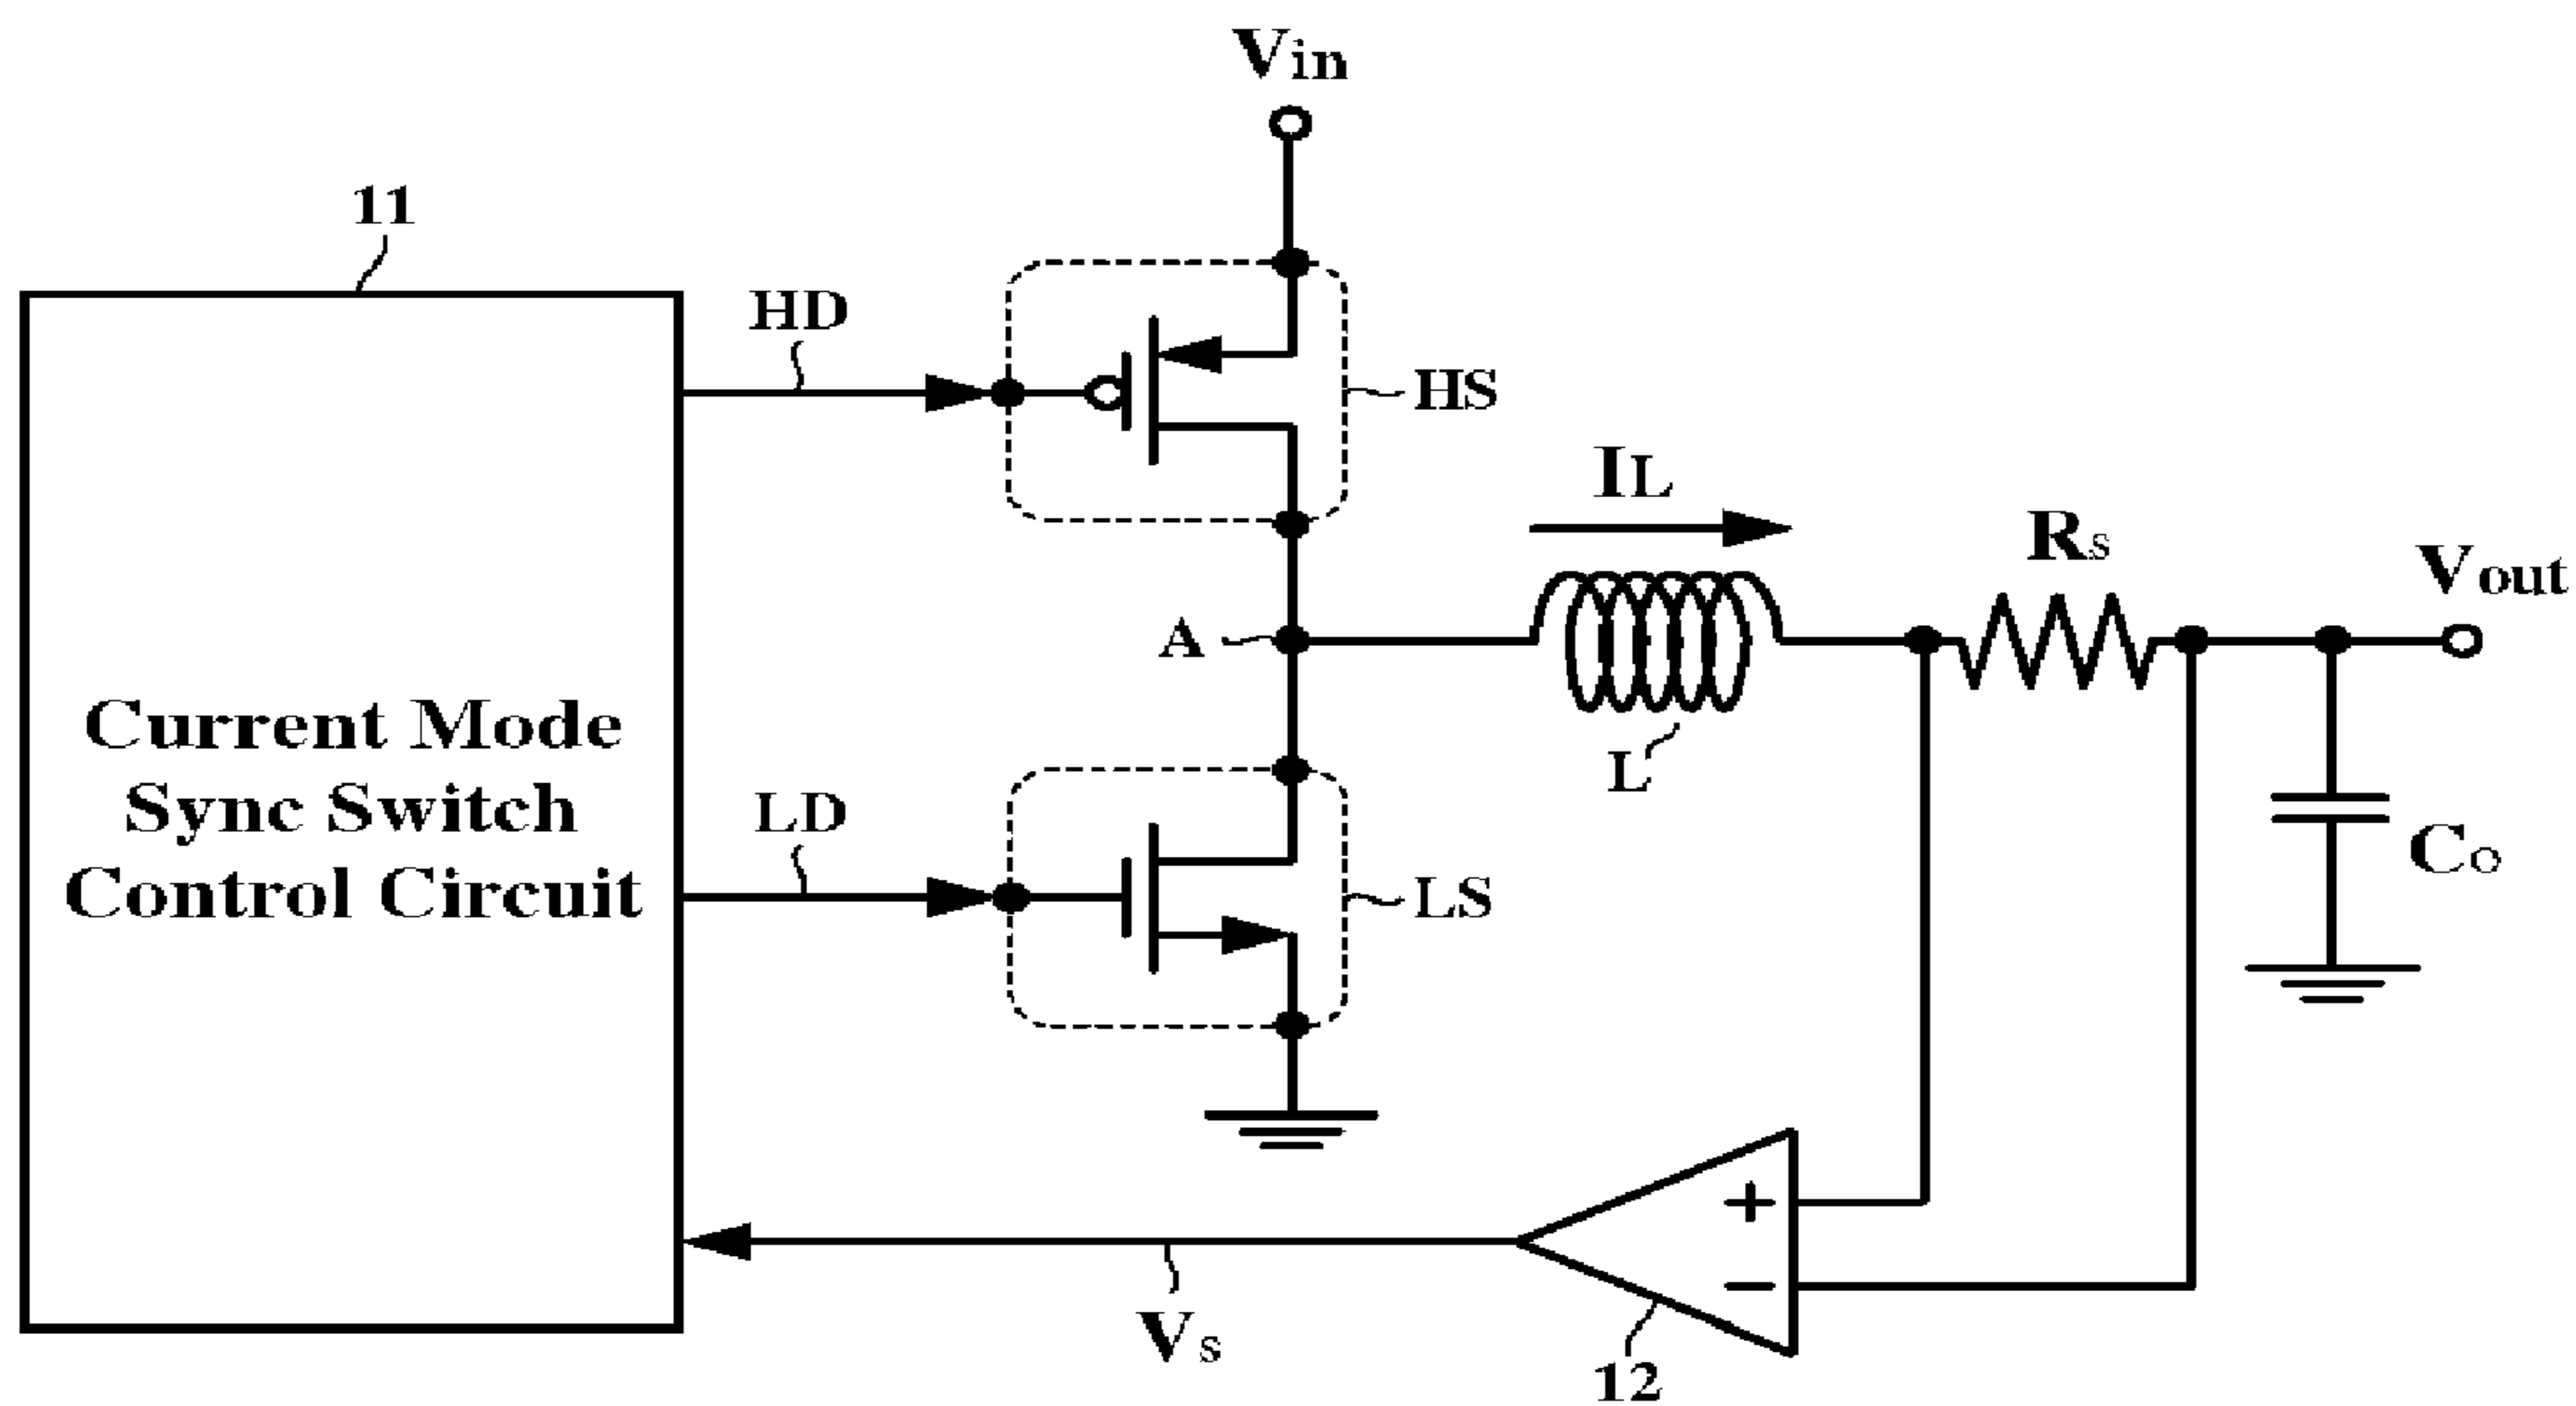 Vin
11
HD
HS
IL
Rs
Vout
A
L
Current Mode
Sync Switch
Control Circuit
LD
LS
Co
+
−
Vs
12